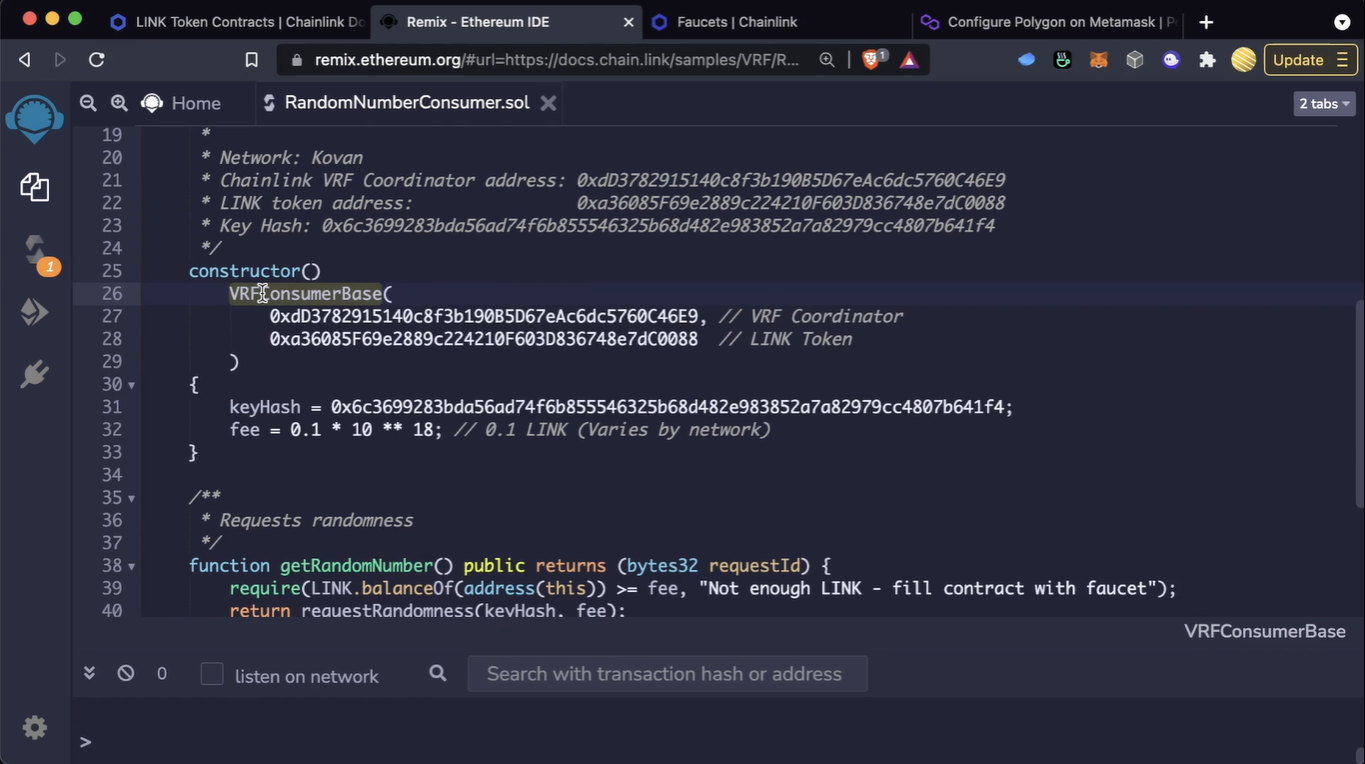 LINK Token Contracts | Chainlink Do
Remix - Ethereum IDE
Faucets | Chainlink
Configure Polygon on Metamask | P
remix.ethereum.org/#url=https://docs.chain.link/samples/VRF/R...
1
Update
Home
RandomNumberConsumer.sol
2 tabs
19 *
20 * Network: Kovan
21 * Chainlink VRF Coordinator address: 0xdD3782915140c8f3b190B5D67eAc6dc5760C46E9
22 * LINK token address: 0xa36085F69e2889c224210F603D836748e7dC0088
23 * Key Hash: 0x6c3699283bda56ad74f6b855546325b68d482e983852a7a82979cc4807b641f4
24 */
25 constructor()
26 VRFConsumerBase(
27 0xdD3782915140c8f3b190B5D67eAc6dc5760C46E9, // VRF Coordinator
28 0xa36085F69e2889c224210F603D836748e7dC0088 // LINK Token
29 )
30 {
31 keyHash = 0x6c3699283bda56ad74f6b855546325b68d482e983852a7a82979cc4807b641f4;
32 fee = 0.1 * 10 ** 18; // 0.1 LINK (Varies by network)
33 }
34
35 /**
36 * Requests randomness
37 */
38 function getRandomNumber() public returns (bytes32 requestId) {
39 require(LINK.balanceOf(address(this)) >= fee, "Not enough LINK - fill contract with faucet");
40 return requestRandomness(keyHash, fee);
1
VRFConsumerBase
0
listen on network
Search with transaction hash or address
>